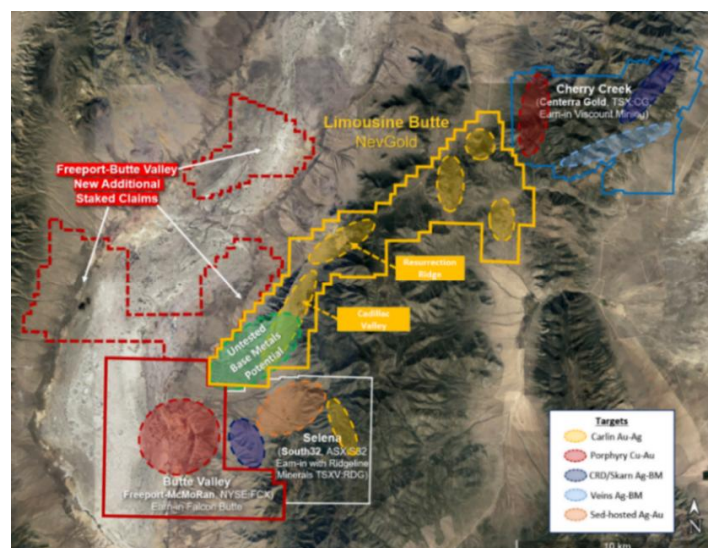 Cherry Creek
(Centerra Gold, TSX:CG,
Earn-in Viscount Mining)
Limousine Butte
NevGold
Freeport-Butte Valley
New Additional
Staked Claims
Resurrection
Ridge
Cadillac
Valley
Untested
Base Metals
Potential
Selena
(South32, ASX:S32
Earn-in with Ridgeline
Minerals TSXV:RDG)
Butte Valley
(Freeport-McMoRan, NYSE:FCX)
Earn-in Falcon Butte
Targets
Carlin Au-Ag
Porphyry Cu-Au
CRD/Skarn Ag-BM
Veins Ag-BM
Sed-hosted Ag-Au
N
10 km